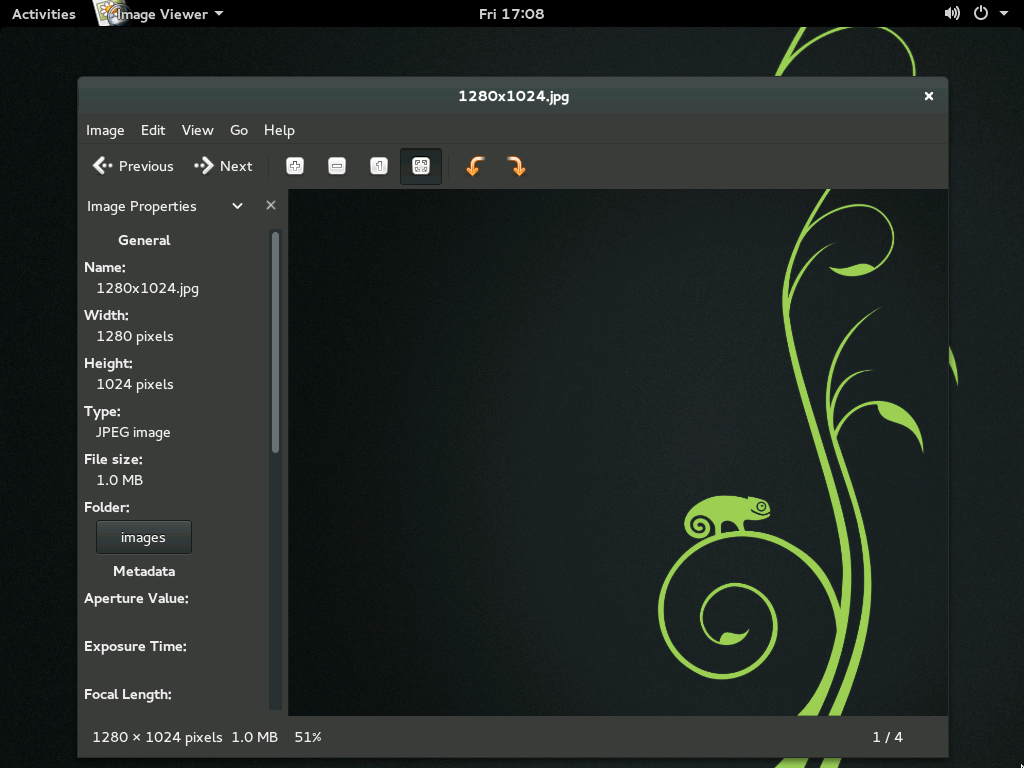 Activities Image Viewer Fri 17:08
1280x1024.jpg
Image Edit View Go Help
Previous Next 1
Image Properties
General
Name:
1280x1024.jpg
Width:
1280 pixels
Height:
1024 pixels
Type:
JPEG image
File size:
1.0 MB
Folder:
images
Metadata
Aperture Value:
Exposure Time:
Focal Length:
1280 × 1024 pixels 1.0 MB 51% 1 / 4